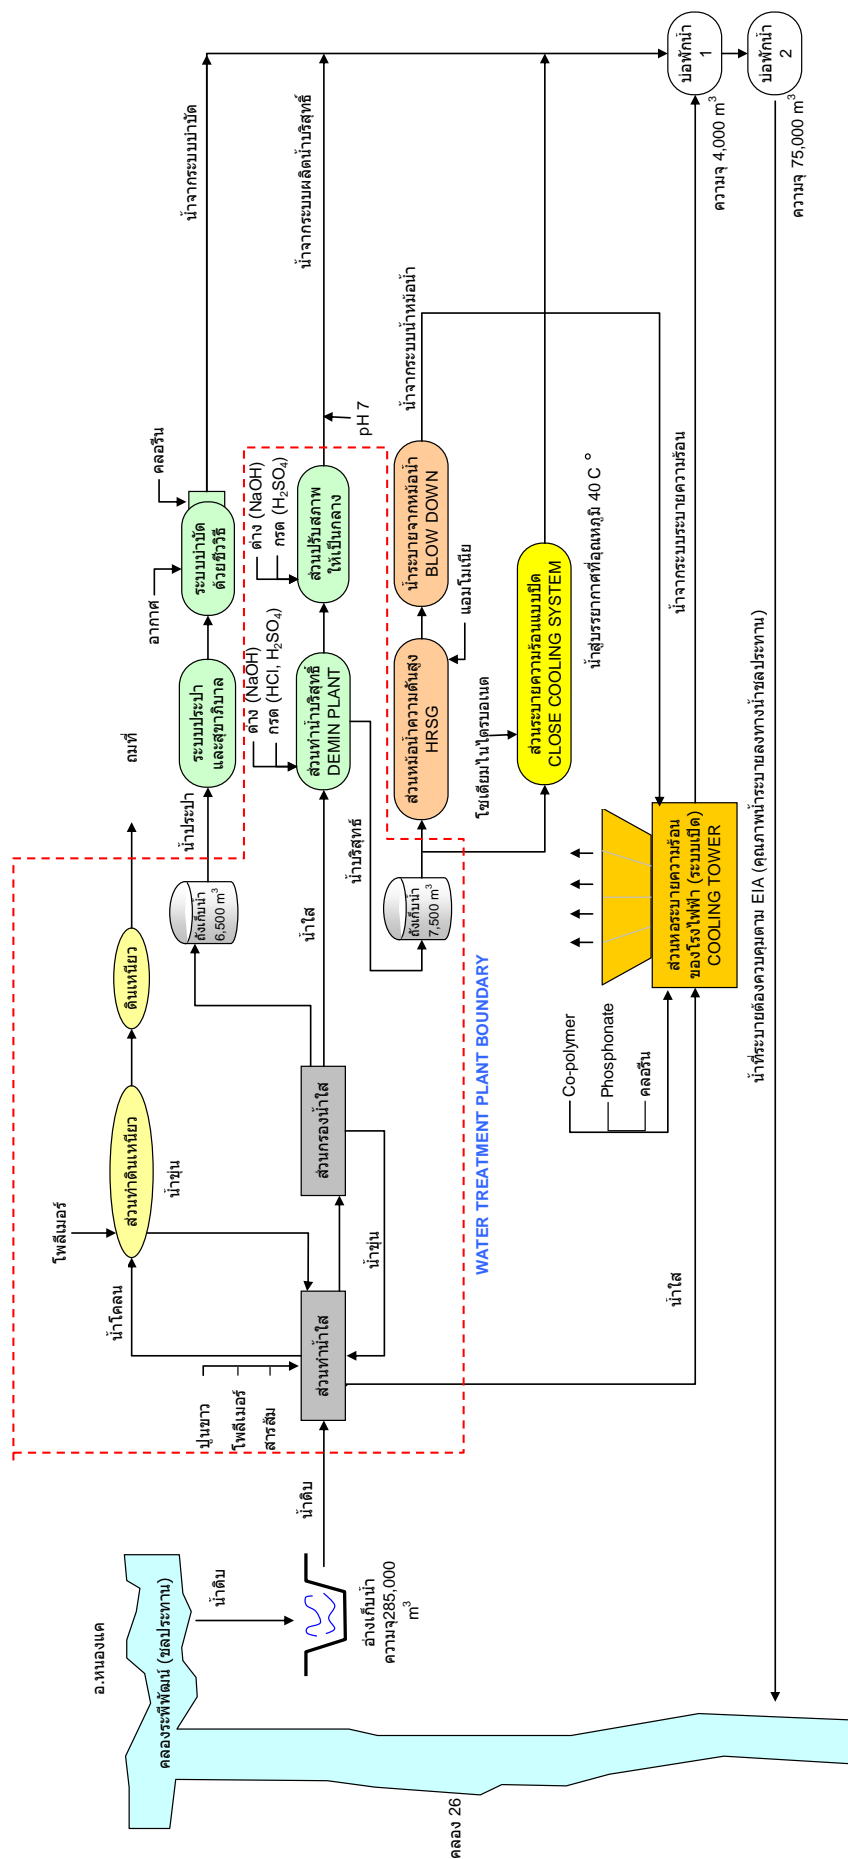 อ.หนองแค
คลองระพีพัฒน์ (ชลประทาน)
คลอง 26
น้ำดิบ
อ่างเก็บน้ำ
ความจุ285,000
m³
น้ำดิบ
ปูนขาว
โพลีเมอร์
สารส้ม
ส่วนทำน้ำใส
น้ำโคลน
โพลีเมอร์
ส่วนทำดินเหนียว
น้ำขุ่น
ดินเหนียว
ถมที่
ส่วนกรองน้ำใส
น้ำขุ่น
ถังเก็บน้ำ
6,500 m³
น้ำประปา
ระบบประปา
และสุขาภิบาล
อากาศ
คลอรีน
ระบบบำบัด
ด้วยชีววิธี
น้ำจากระบบบำบัด
น้ำใส
ด่าง (NaOH)
กรด (HCl, H₂SO₄)
ส่วนทำน้ำบริสุทธิ์
DEMIN PLANT
ด่าง (NaOH)
กรด (H₂SO₄)
ส่วนปรับสภาพ
ให้เป็นกลาง
pH 7
น้ำจากระบบผลิตน้ำบริสุทธิ์
น้ำบริสุทธิ์
ถังเก็บน้ำ
7,500 m³
ส่วนหม้อน้ำความดันสูง
HRSG
แอมโมเนีย
น้ำระบายจากหม้อน้ำ
BLOW DOWN
น้ำจากระบบน้ำหม้อน้ำ
WATER TREATMENT PLANT BOUNDARY
โซเดียมไนไตรบอเนต
ส่วนระบายความร้อนแบบปิด
CLOSE COOLING SYSTEM
น้ำสู่บรรยากาศที่อุณหภูมิ 40 C °
Co-polymer
Phosphonate
คลอรีน
ส่วนหอระบายความร้อน
ของโรงไฟฟ้า (ระบบเปิด)
COOLING TOWER
น้ำใส
น้ำจากระบบระบายความร้อน
บ่อพักน้ำ
1
ความจุ 4,000 m³
บ่อพักน้ำ
2
ความจุ 75,000 m³
น้ำที่ระบายต้องควบคุมตาม EIA (คุณภาพน้ำระบายลงทางน้ำชลประทาน)